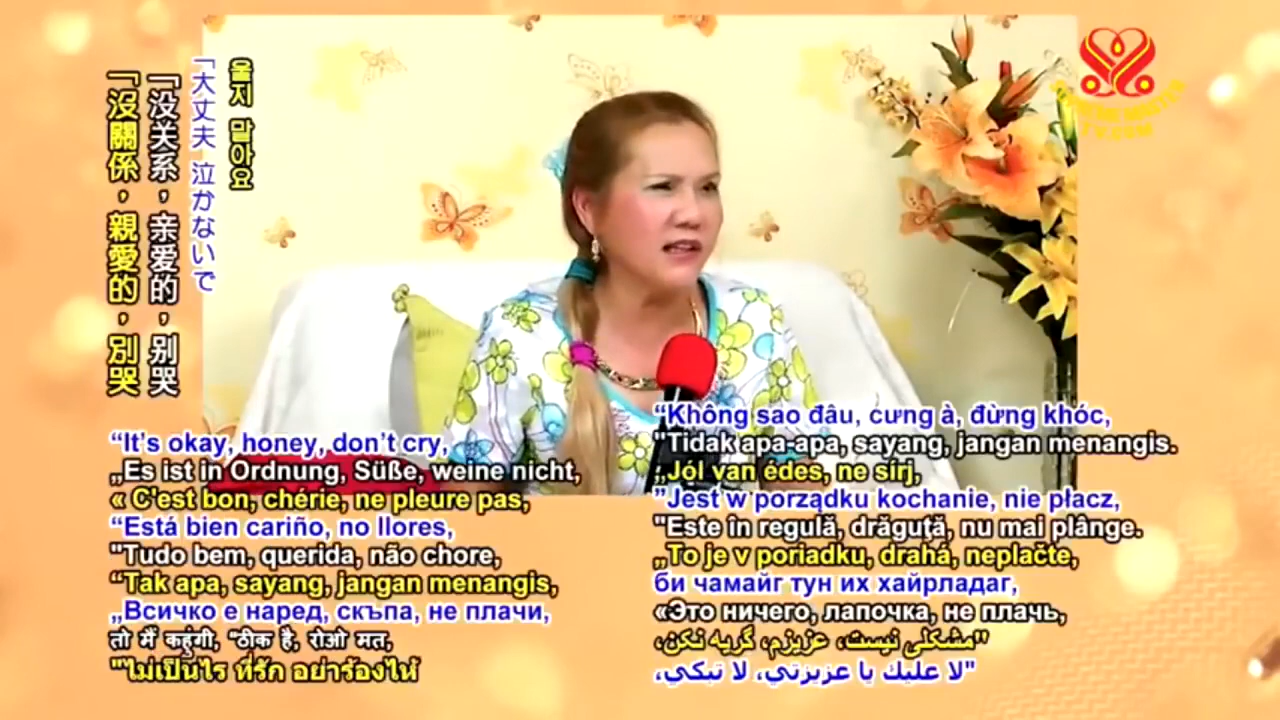 울지 말아요
「大丈夫 泣かないで
「没关系，亲爱的，别哭
「沒關係，親愛的，別哭
“It's okay, honey, don't cry,
„Es ist in Ordnung, Süße, weine nicht,
« C'est bon, chérie, ne pleure pas,
“Está bien cariño, no llores,
"Tudo bem, querida, não chore,
“Tak apa, sayang, jangan menangis,
„Всичко е наред, скъпа, не плачи,
तो मैं कहुंगी, “ठीक है, रोओ मत,
"ไม่เป็นไร ที่รัก อย่าร้องไห้
“Không sao đâu, cưng à, đừng khóc,
"Tidak apa-apa, sayang, jangan menangis.
„Jól van édes, ne sírj,
”Jest w porządku kochanie, nie płacz,
"Este în regulă, drăguţă, nu mai plânge.
„To je v poriadku, drahá, neplačte,
би чамайг тун их хайрладаг,
«Это ничего, лапочка, не плачь,
"مشکلی نیست، عزیزم، گریه نکن،
"لا عليك يا عزيزتي، لا تبكي،